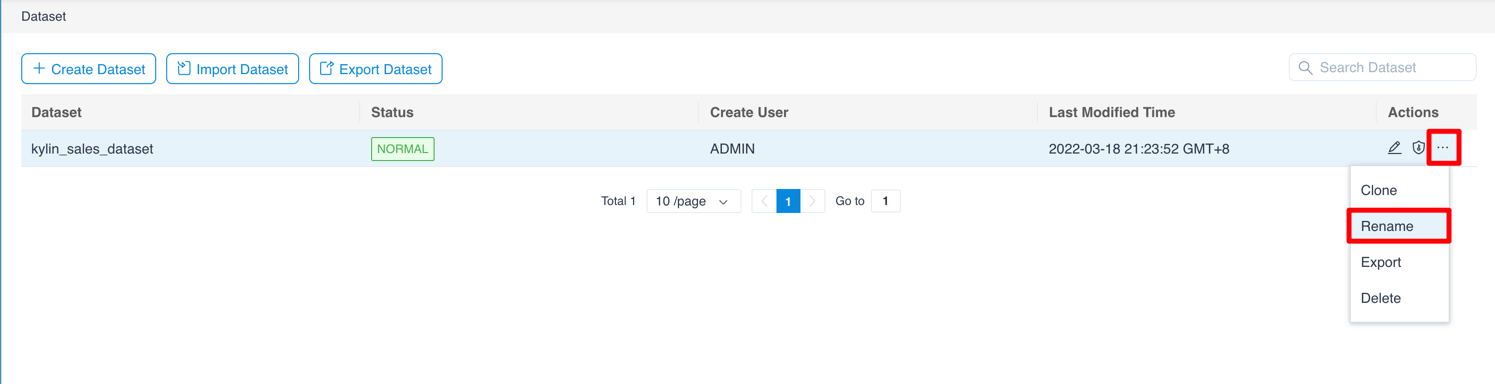 Dataset
Create Dataset Import Dataset Export Dataset Search Dataset
Dataset Status Create User Last Modified Time Actions
kylin_sales_dataset NORMAL ADMIN 2022-03-18 21:23:52 GMT+8 ...
Clone
Total 1 10 /page 1 Go to 1
Rename
Export
Delete